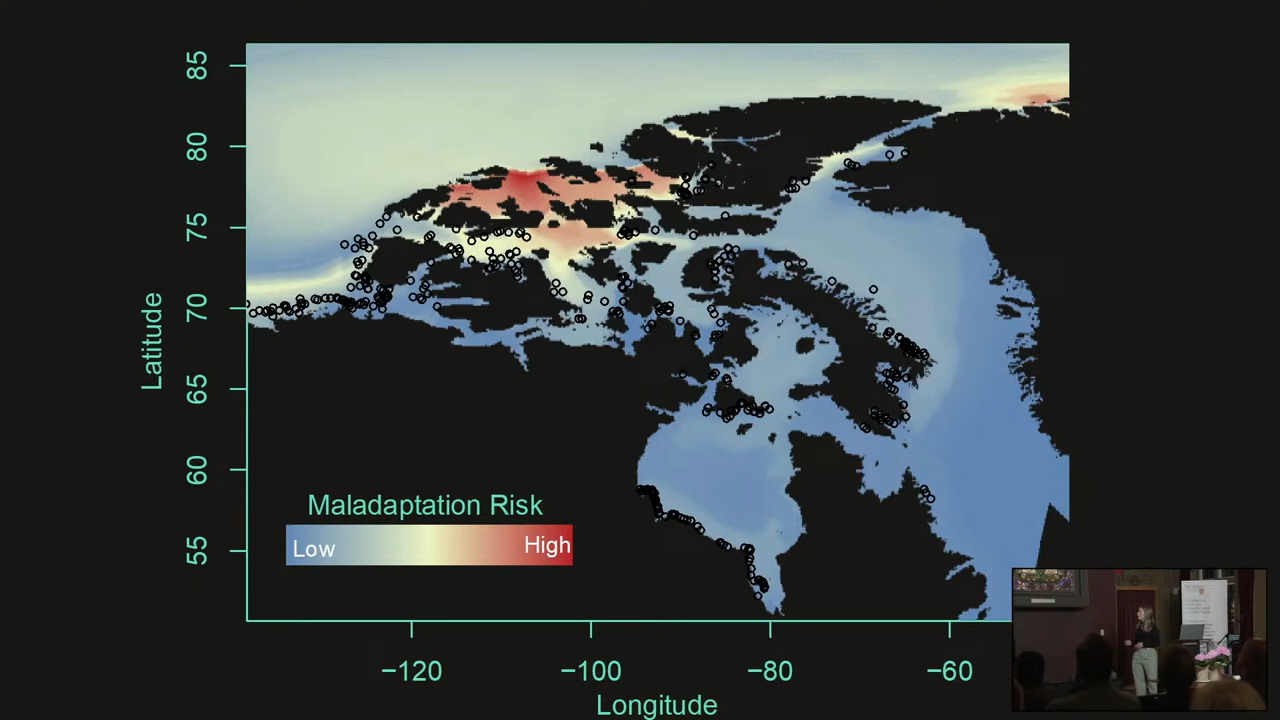 85
80
75
70
65
60
55
Latitude
Maladaptation Risk
Low
High
−120
−100
−80
−60
Longitude